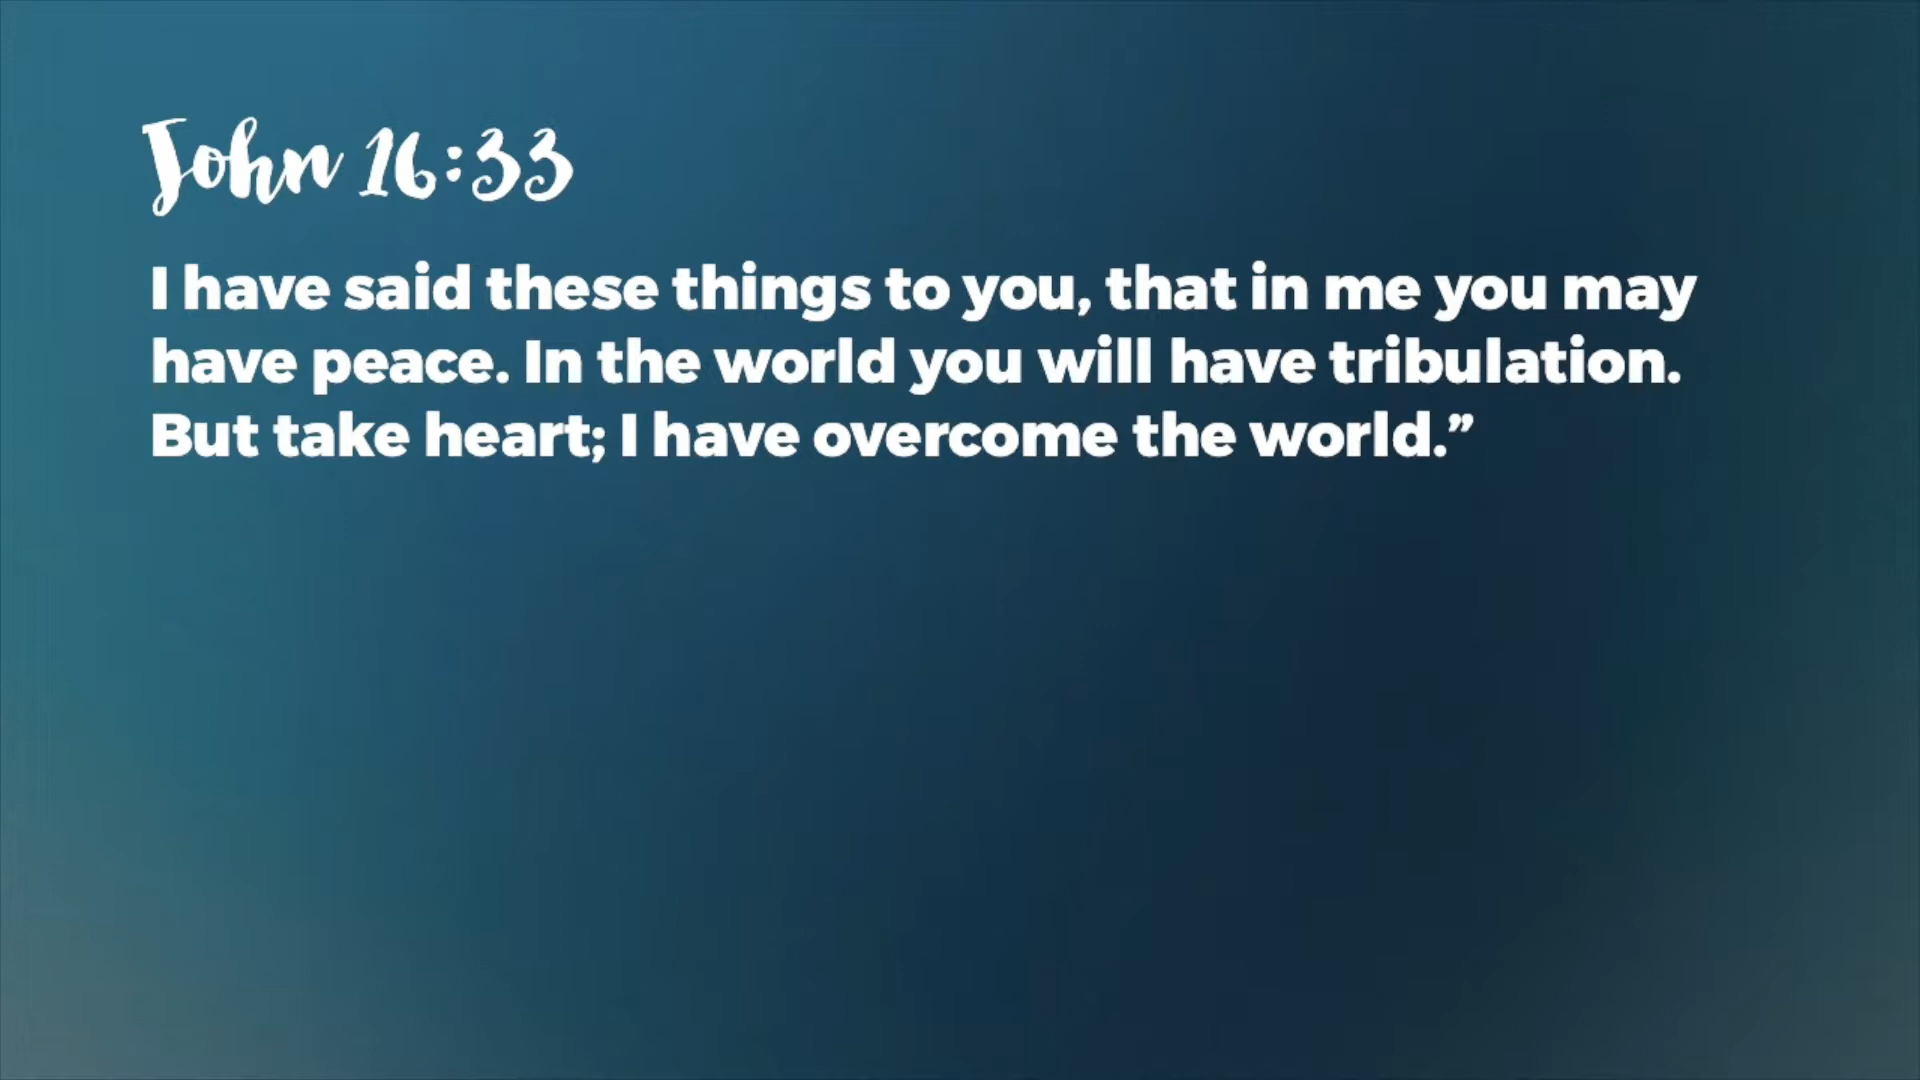 John 16:33
I have said these things to you, that in me you may
have peace. In the world you will have tribulation.
But take heart; I have overcome the world.”